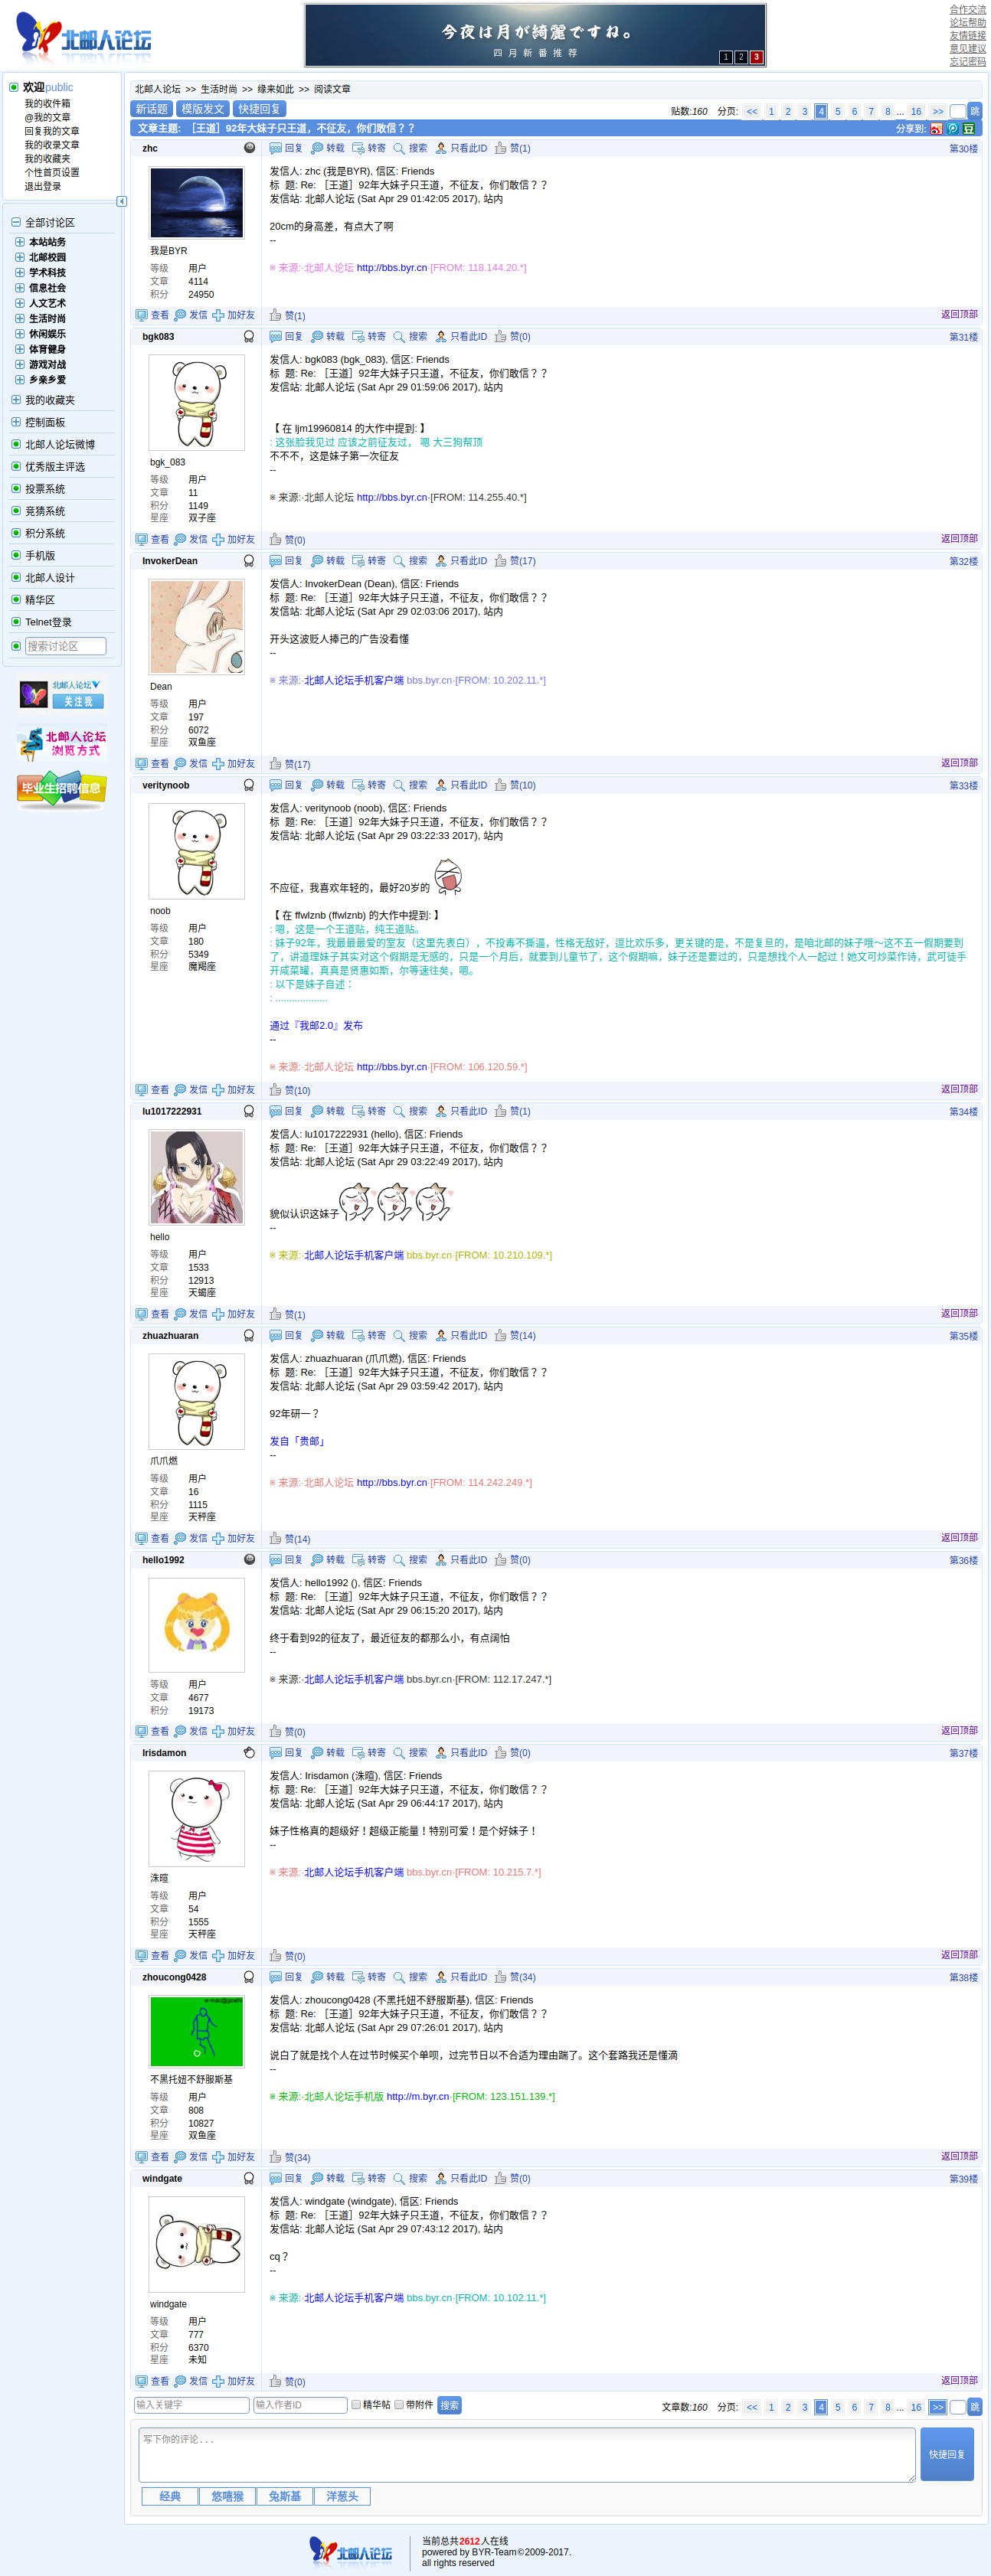 北邮人论坛
今夜は月が綺麗ですね。
四月新番推荐
1 2 3
合作交流
论坛帮助
友情链接
意见建议
忘记密码
欢迎public
我的收件箱
@我的文章
回复我的文章
我的收录文章
我的收藏夹
个性首页设置
退出登录
全部讨论区
本站站务
北邮校园
学术科技
信息社会
人文艺术
生活时尚
休闲娱乐
体育健身
游戏对战
乡亲乡爱
我的收藏夹
控制面板
北邮人论坛微博
优秀版主评选
投票系统
竞猜系统
积分系统
手机版
北邮人设计
精华区
Telnet登录
搜索讨论区
北邮人论坛
关注我
北邮人论坛
浏览方式
毕业生招聘信息
北邮人论坛 >> 生活时尚 >> 缘来如此 >> 阅读文章
新话题 模版发文 快捷回复
贴数:160 分页: << 1 2 3 4 5 6 7 8 ... 16 >> 跳
文章主题: ［王道］92年大妹子只王道，不征友，你们敢信？？
分享到: 豆
zhc 回复 转载 转寄 搜索 只看此ID 赞(1) 第30楼
我是BYR
等级 用户
文章 4114
积分 24950
发信人: zhc (我是BYR), 信区: Friends
标 题: Re: ［王道］92年大妹子只王道，不征友，你们敢信？？
发信站: 北邮人论坛 (Sat Apr 29 01:42:05 2017), 站内
20cm的身高差，有点大了啊
--
※ 来源:·北邮人论坛 http://bbs.byr.cn·[FROM: 118.144.20.*]
查看 发信 加好友 赞(1) 返回顶部
bgk083 回复 转载 转寄 搜索 只看此ID 赞(0) 第31楼
bgk_083
等级 用户
文章 11
积分 1149
星座 双子座
发信人: bgk083 (bgk_083), 信区: Friends
标 题: Re: ［王道］92年大妹子只王道，不征友，你们敢信？？
发信站: 北邮人论坛 (Sat Apr 29 01:59:06 2017), 站内
【 在 ljm19960814 的大作中提到: 】
: 这张脸我见过 应该之前征友过， 嗯 大三狗帮顶
不不不，这是妹子第一次征友
--
※ 来源:·北邮人论坛 http://bbs.byr.cn·[FROM: 114.255.40.*]
查看 发信 加好友 赞(0) 返回顶部
InvokerDean 回复 转载 转寄 搜索 只看此ID 赞(17) 第32楼
Dean
等级 用户
文章 197
积分 6072
星座 双鱼座
发信人: InvokerDean (Dean), 信区: Friends
标 题: Re: ［王道］92年大妹子只王道，不征友，你们敢信？？
发信站: 北邮人论坛 (Sat Apr 29 02:03:06 2017), 站内
开头这波贬人捧己的广告没看懂
--
※ 来源:·北邮人论坛手机客户端 bbs.byr.cn·[FROM: 10.202.11.*]
查看 发信 加好友 赞(17) 返回顶部
veritynoob 回复 转载 转寄 搜索 只看此ID 赞(10) 第33楼
noob
等级 用户
文章 180
积分 5349
星座 魔羯座
发信人: veritynoob (noob), 信区: Friends
标 题: Re: ［王道］92年大妹子只王道，不征友，你们敢信？？
发信站: 北邮人论坛 (Sat Apr 29 03:22:33 2017), 站内
不应征，我喜欢年轻的，最好20岁的
【 在 ffwlznb (ffwlznb) 的大作中提到: 】
: 嗯，这是一个王道贴，纯王道贴。
: 妹子92年，我最最最爱的室友（这里先表白），不投毒不撕逼，性格无敌好，逗比欢乐多，更关键的是，不是复旦的，是咱北邮的妹子哦～这不五一假期要到了，讲道理妹子其实对这个假期是无感的，只是一个月后，就要到儿童节了，这个假期嘛，妹子还是要过的，只是想找个人一起过！她文可炒菜作诗，武可徒手开咸菜罐，真真是贤惠如斯，尔等速往矣，嗯。
: 以下是妹子自述：
: ...................
通过『我邮2.0』发布
--
※ 来源:·北邮人论坛 http://bbs.byr.cn·[FROM: 106.120.59.*]
查看 发信 加好友 赞(10) 返回顶部
lu1017222931 回复 转载 转寄 搜索 只看此ID 赞(1) 第34楼
hello
等级 用户
文章 1533
积分 12913
星座 天蝎座
发信人: lu1017222931 (hello), 信区: Friends
标 题: Re: ［王道］92年大妹子只王道，不征友，你们敢信？？
发信站: 北邮人论坛 (Sat Apr 29 03:22:49 2017), 站内
貌似认识这妹子
--
※ 来源:·北邮人论坛手机客户端 bbs.byr.cn·[FROM: 10.210.109.*]
查看 发信 加好友 赞(1) 返回顶部
zhuazhuaran 回复 转载 转寄 搜索 只看此ID 赞(14) 第35楼
爪爪燃
等级 用户
文章 16
积分 1115
星座 天秤座
发信人: zhuazhuaran (爪爪燃), 信区: Friends
标 题: Re: ［王道］92年大妹子只王道，不征友，你们敢信？？
发信站: 北邮人论坛 (Sat Apr 29 03:59:42 2017), 站内
92年研一？
发自「贵邮」
--
※ 来源:·北邮人论坛 http://bbs.byr.cn·[FROM: 114.242.249.*]
查看 发信 加好友 赞(14) 返回顶部
hello1992 回复 转载 转寄 搜索 只看此ID 赞(0) 第36楼
等级 用户
文章 4677
积分 19173
发信人: hello1992 (), 信区: Friends
标 题: Re: ［王道］92年大妹子只王道，不征友，你们敢信？？
发信站: 北邮人论坛 (Sat Apr 29 06:15:20 2017), 站内
终于看到92的征友了，最近征友的都那么小，有点阔怕
--
※ 来源:·北邮人论坛手机客户端 bbs.byr.cn·[FROM: 112.17.247.*]
查看 发信 加好友 赞(0) 返回顶部
Irisdamon 回复 转载 转寄 搜索 只看此ID 赞(0) 第37楼
洙暄
等级 用户
文章 54
积分 1555
星座 天秤座
发信人: Irisdamon (洙暄), 信区: Friends
标 题: Re: ［王道］92年大妹子只王道，不征友，你们敢信？？
发信站: 北邮人论坛 (Sat Apr 29 06:44:17 2017), 站内
妹子性格真的超级好！超级正能量！特别可爱！是个好妹子！
--
※ 来源:·北邮人论坛手机客户端 bbs.byr.cn·[FROM: 10.215.7.*]
查看 发信 加好友 赞(0) 返回顶部
zhoucong0428 回复 转载 转寄 搜索 只看此ID 赞(34) 第38楼
不黑托妞不舒服斯基
等级 用户
文章 808
积分 10827
星座 双鱼座
发信人: zhoucong0428 (不黑托妞不舒服斯基), 信区: Friends
标 题: Re: ［王道］92年大妹子只王道，不征友，你们敢信？？
发信站: 北邮人论坛 (Sat Apr 29 07:26:01 2017), 站内
说白了就是找个人在过节时候买个单呗，过完节日以不合适为理由踹了。这个套路我还是懂滴
--
※ 来源:·北邮人论坛手机版 http://m.byr.cn·[FROM: 123.151.139.*]
查看 发信 加好友 赞(34) 返回顶部
windgate 回复 转载 转寄 搜索 只看此ID 赞(0) 第39楼
windgate
等级 用户
文章 777
积分 6370
星座 未知
发信人: windgate (windgate), 信区: Friends
标 题: Re: ［王道］92年大妹子只王道，不征友，你们敢信？？
发信站: 北邮人论坛 (Sat Apr 29 07:43:12 2017), 站内
cq？
--
※ 来源:·北邮人论坛手机客户端 bbs.byr.cn·[FROM: 10.102.11.*]
查看 发信 加好友 赞(0) 返回顶部
输入关键字 输入作者ID 精华帖 带附件 搜索
文章数:160 分页: << 1 2 3 4 5 6 7 8 ... 16 >> 跳
写下你的评论...
快捷回复
经典 悠嘻猴 兔斯基 洋葱头
北邮人论坛
当前总共2612人在线
powered by BYR-Team©2009-2017.
all rights reserved